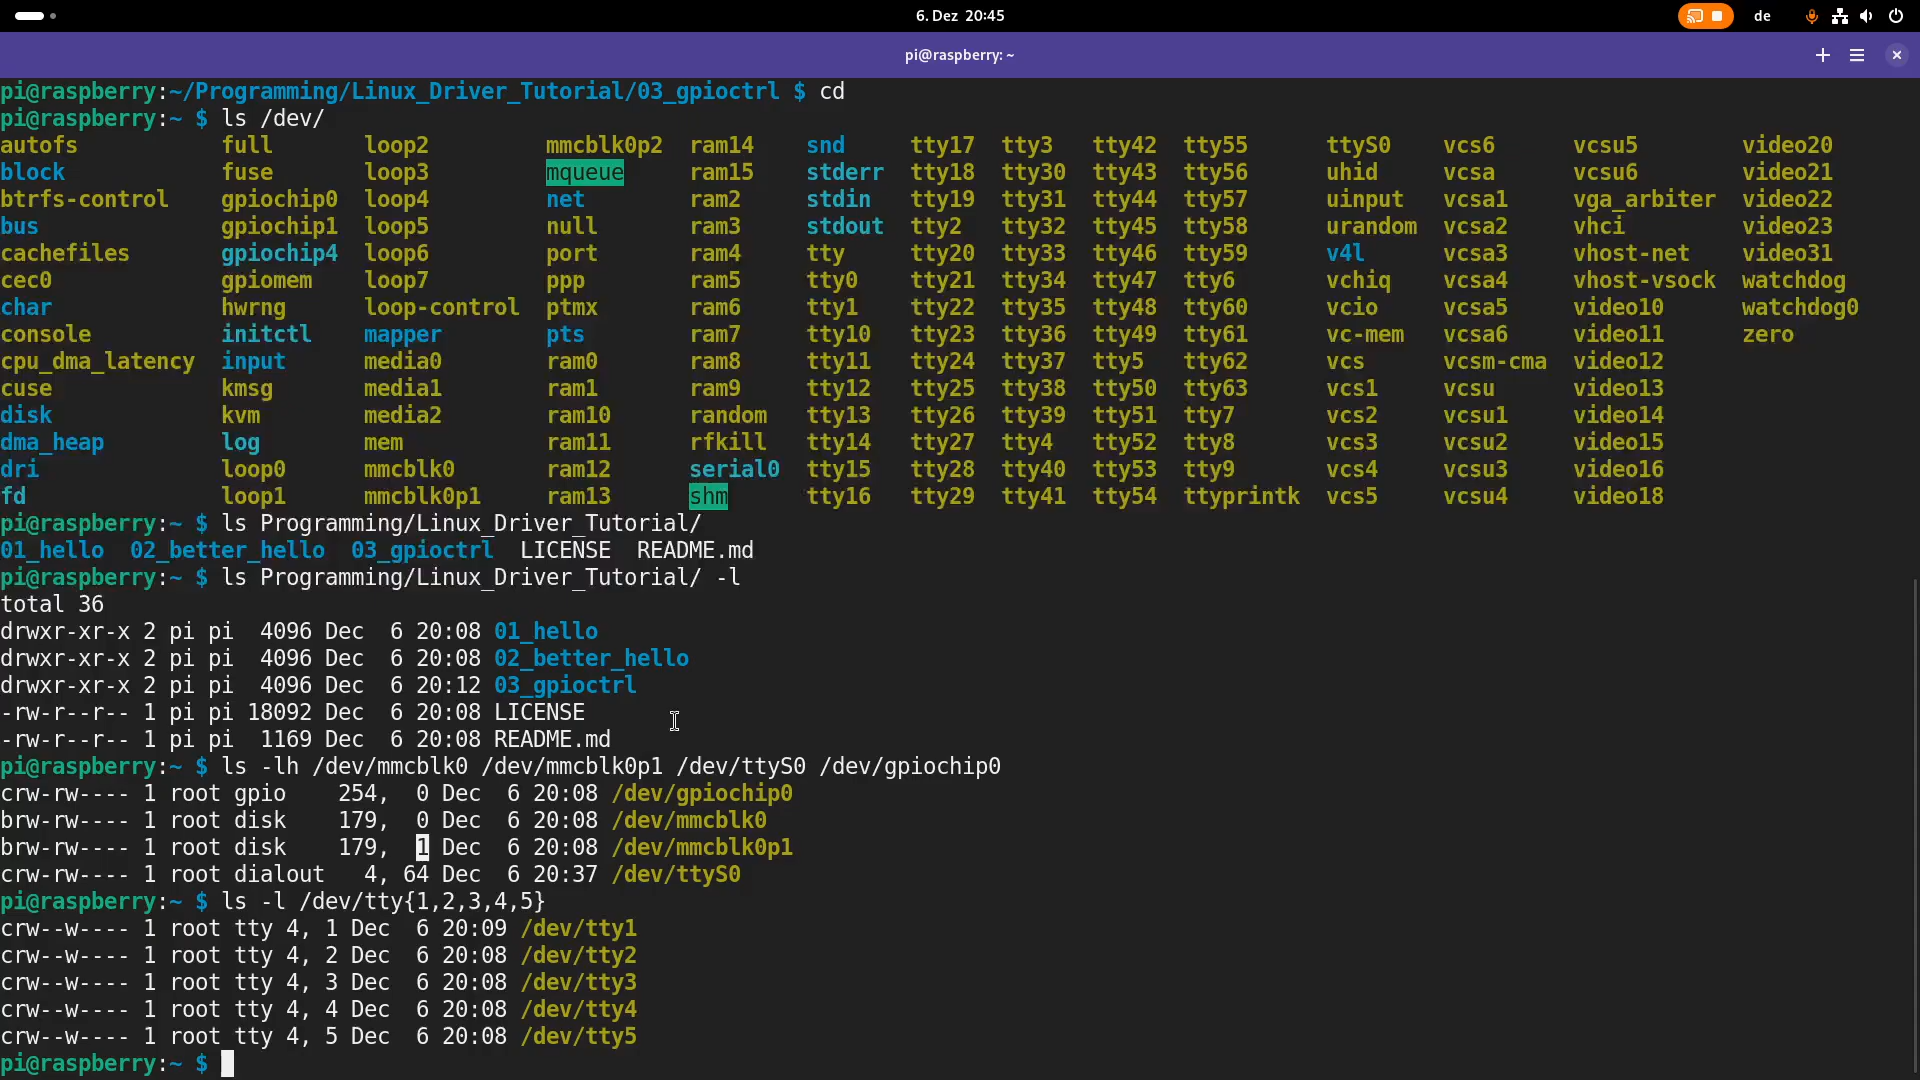 6. Dez 20:45
de
pi@raspberry: ~
pi@raspberry:~/Programming/Linux_Driver_Tutorial/03_gpioctrl $ cd
pi@raspberry:~ $ ls /dev/
autofs full loop2 mmcblk0p2 ram14 snd tty17 tty3 tty42 tty55 ttyS0 vcs6 vcsu5 video20
block fuse loop3 mqueue ram15 stderr tty18 tty30 tty43 tty56 uhid vcsa vcsu6 video21
btrfs-control gpiochip0 loop4 net ram2 stdin tty19 tty31 tty44 tty57 uinput vcsa1 vga_arbiter video22
bus gpiochip1 loop5 null ram3 stdout tty2 tty32 tty45 tty58 urandom vcsa2 vhci video23
cachefiles gpiochip4 loop6 port ram4 tty tty20 tty33 tty46 tty59 v4l vcsa3 vhost-net video31
cec0 gpiomem loop7 ppp ram5 tty0 tty21 tty34 tty47 tty6 vchiq vcsa4 vhost-vsock watchdog
char hwrng loop-control ptmx ram6 tty1 tty22 tty35 tty48 tty60 vcio vcsa5 video10 watchdog0
console initctl mapper pts ram7 tty10 tty23 tty36 tty49 tty61 vc-mem vcsa6 video11 zero
cpu_dma_latency input media0 ram0 ram8 tty11 tty24 tty37 tty5 tty62 vcs vcsm-cma video12
cuse kmsg media1 ram1 ram9 tty12 tty25 tty38 tty50 tty63 vcs1 vcsu video13
disk kvm media2 ram10 random tty13 tty26 tty39 tty51 tty7 vcs2 vcsu1 video14
dma_heap log mem ram11 rfkill tty14 tty27 tty4 tty52 tty8 vcs3 vcsu2 video15
dri loop0 mmcblk0 ram12 serial0 tty15 tty28 tty40 tty53 tty9 vcs4 vcsu3 video16
fd loop1 mmcblk0p1 ram13 shm tty16 tty29 tty41 tty54 ttyprintk vcs5 vcsu4 video18
pi@raspberry:~ $ ls Programming/Linux_Driver_Tutorial/
01_hello 02_better_hello 03_gpioctrl LICENSE README.md
pi@raspberry:~ $ ls Programming/Linux_Driver_Tutorial/ -l
total 36
drwxr-xr-x 2 pi pi 4096 Dec 6 20:08 01_hello
drwxr-xr-x 2 pi pi 4096 Dec 6 20:08 02_better_hello
drwxr-xr-x 2 pi pi 4096 Dec 6 20:12 03_gpioctrl
-rw-r--r-- 1 pi pi 18092 Dec 6 20:08 LICENSE
-rw-r--r-- 1 pi pi 1169 Dec 6 20:08 README.md
pi@raspberry:~ $ ls -lh /dev/mmcblk0 /dev/mmcblk0p1 /dev/ttyS0 /dev/gpiochip0
crw-rw---- 1 root gpio 254, 0 Dec 6 20:08 /dev/gpiochip0
brw-rw---- 1 root disk 179, 0 Dec 6 20:08 /dev/mmcblk0
brw-rw---- 1 root disk 179, 1 Dec 6 20:08 /dev/mmcblk0p1
crw-rw---- 1 root dialout 4, 64 Dec 6 20:37 /dev/ttyS0
pi@raspberry:~ $ ls -l /dev/tty{1,2,3,4,5}
crw--w---- 1 root tty 4, 1 Dec 6 20:09 /dev/tty1
crw--w---- 1 root tty 4, 2 Dec 6 20:08 /dev/tty2
crw--w---- 1 root tty 4, 3 Dec 6 20:08 /dev/tty3
crw--w---- 1 root tty 4, 4 Dec 6 20:08 /dev/tty4
crw--w---- 1 root tty 4, 5 Dec 6 20:08 /dev/tty5
pi@raspberry:~ $